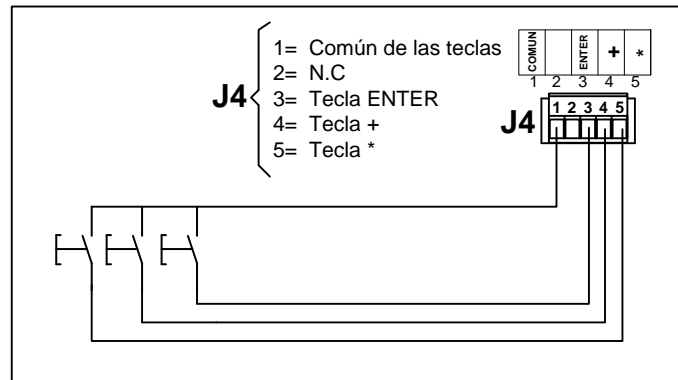 1= Común de las teclas
2= N.C
J4
3= Tecla ENTER
4= Tecla +
5= Tecla *
COMUN
ENTER
+
*
1 2 3 4 5
J4
1 2 3 4 5